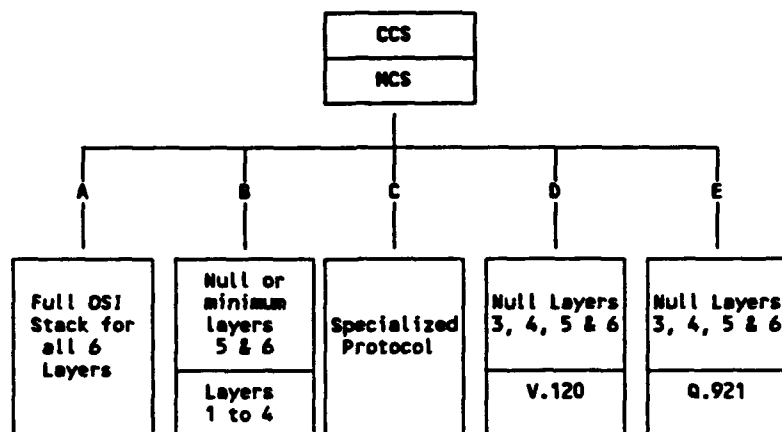 CCS
MCS
A
B
C
D
E
Full OSI
Stack for
all 6
Layers
Null or
minimum
layers
5 & 6
Layers
1 to 4
Specialized
Protocol
Null Layers
3, 4, 5 & 6
V.120
Null Layers
3, 4, 5 & 6
Q.921